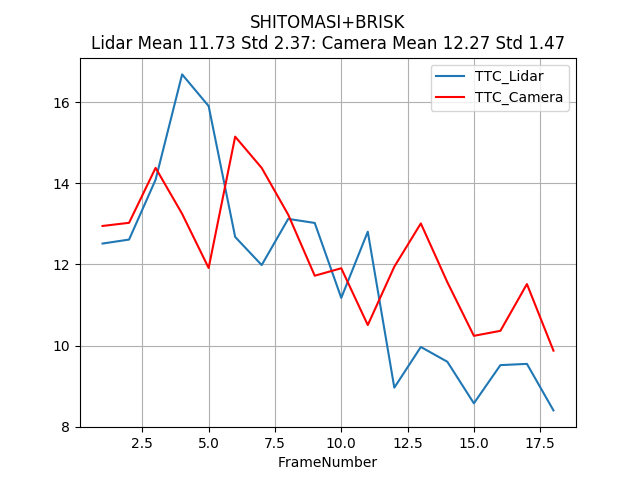 SHITOMASI+BRISK
Lidar Mean 11.73 Std 2.37: Camera Mean 12.27 Std 1.47
TTC_Lidar
TTC_Camera
16
14
12
10
8
2.5 5.0 7.5 10.0 12.5 15.0 17.5
FrameNumber